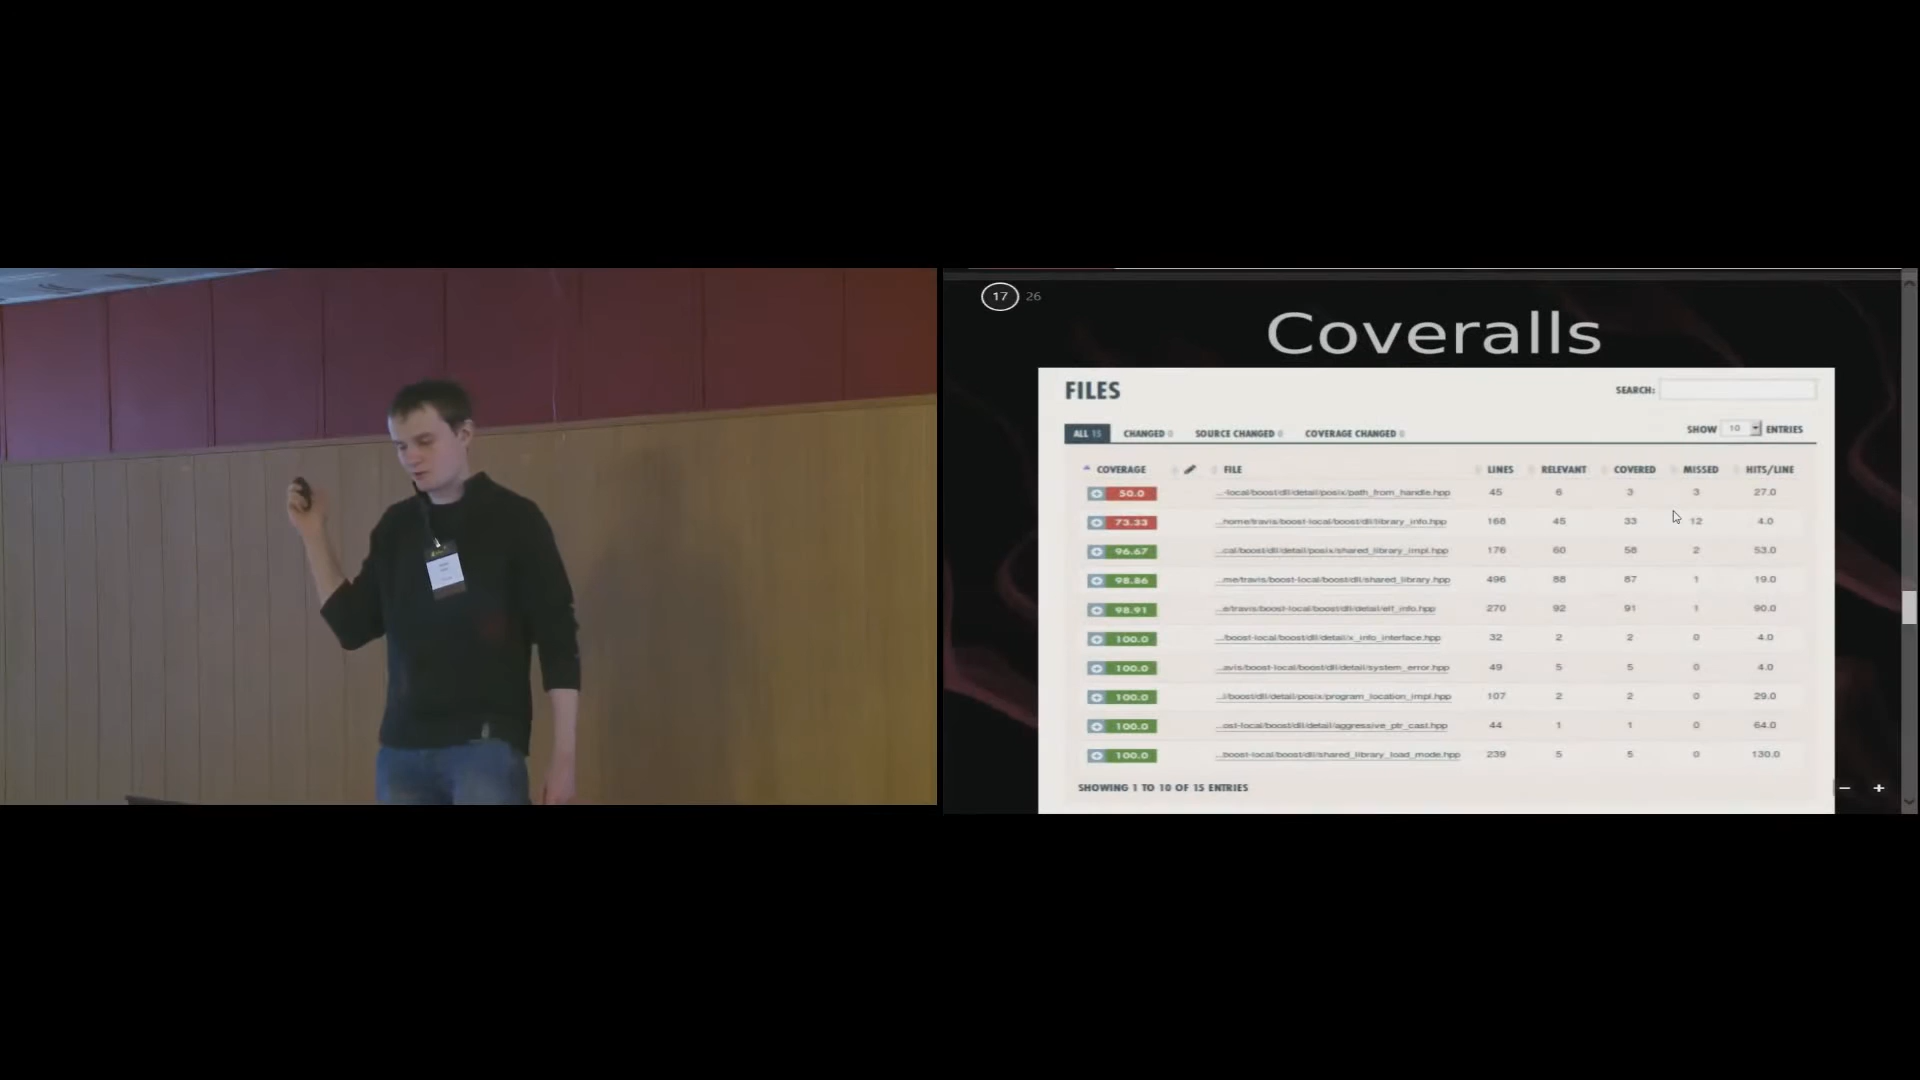 17 26
Coveralls
FILES
SEARCH:
ALL 15 CHANGED 0 SOURCE CHANGED 0 COVERAGE CHANGED 0
SHOW 10 ENTRIES
COVERAGE FILE LINES RELEVANT COVERED MISSED HITS/LINE
50.0 ...-local/boost/dll/detail/posix/path_from_handle.hpp 45 6 3 3 27.0
73.33 ...home/travis/boost-local/boost/dll/library_info.hpp 168 45 33 12 4.0
96.67 ...cal/boost/dll/detail/posix/shared_library_impl.hpp 176 60 58 2 53.0
98.86 ...me/travis/boost-local/boost/dll/shared_library.hpp 496 88 87 1 19.0
98.91 ...e/travis/boost-local/boost/dll/detail/elf_info.hpp 270 92 91 1 90.0
100.0 .../boost-local/boost/dll/detail/x_info_interface.hpp 32 2 2 0 4.0
100.0 ...avis/boost-local/boost/dll/detail/system_error.hpp 49 5 5 0 4.0
100.0 ...l/boost/dll/detail/posix/program_location_impl.hpp 107 2 2 0 29.0
100.0 ...ost-local/boost/dll/detail/aggressive_ptr_cast.hpp 44 1 1 0 64.0
100.0 ...boost-local/boost/dll/shared_library_load_mode.hpp 239 5 5 0 130.0
SHOWING 1 TO 10 OF 15 ENTRIES